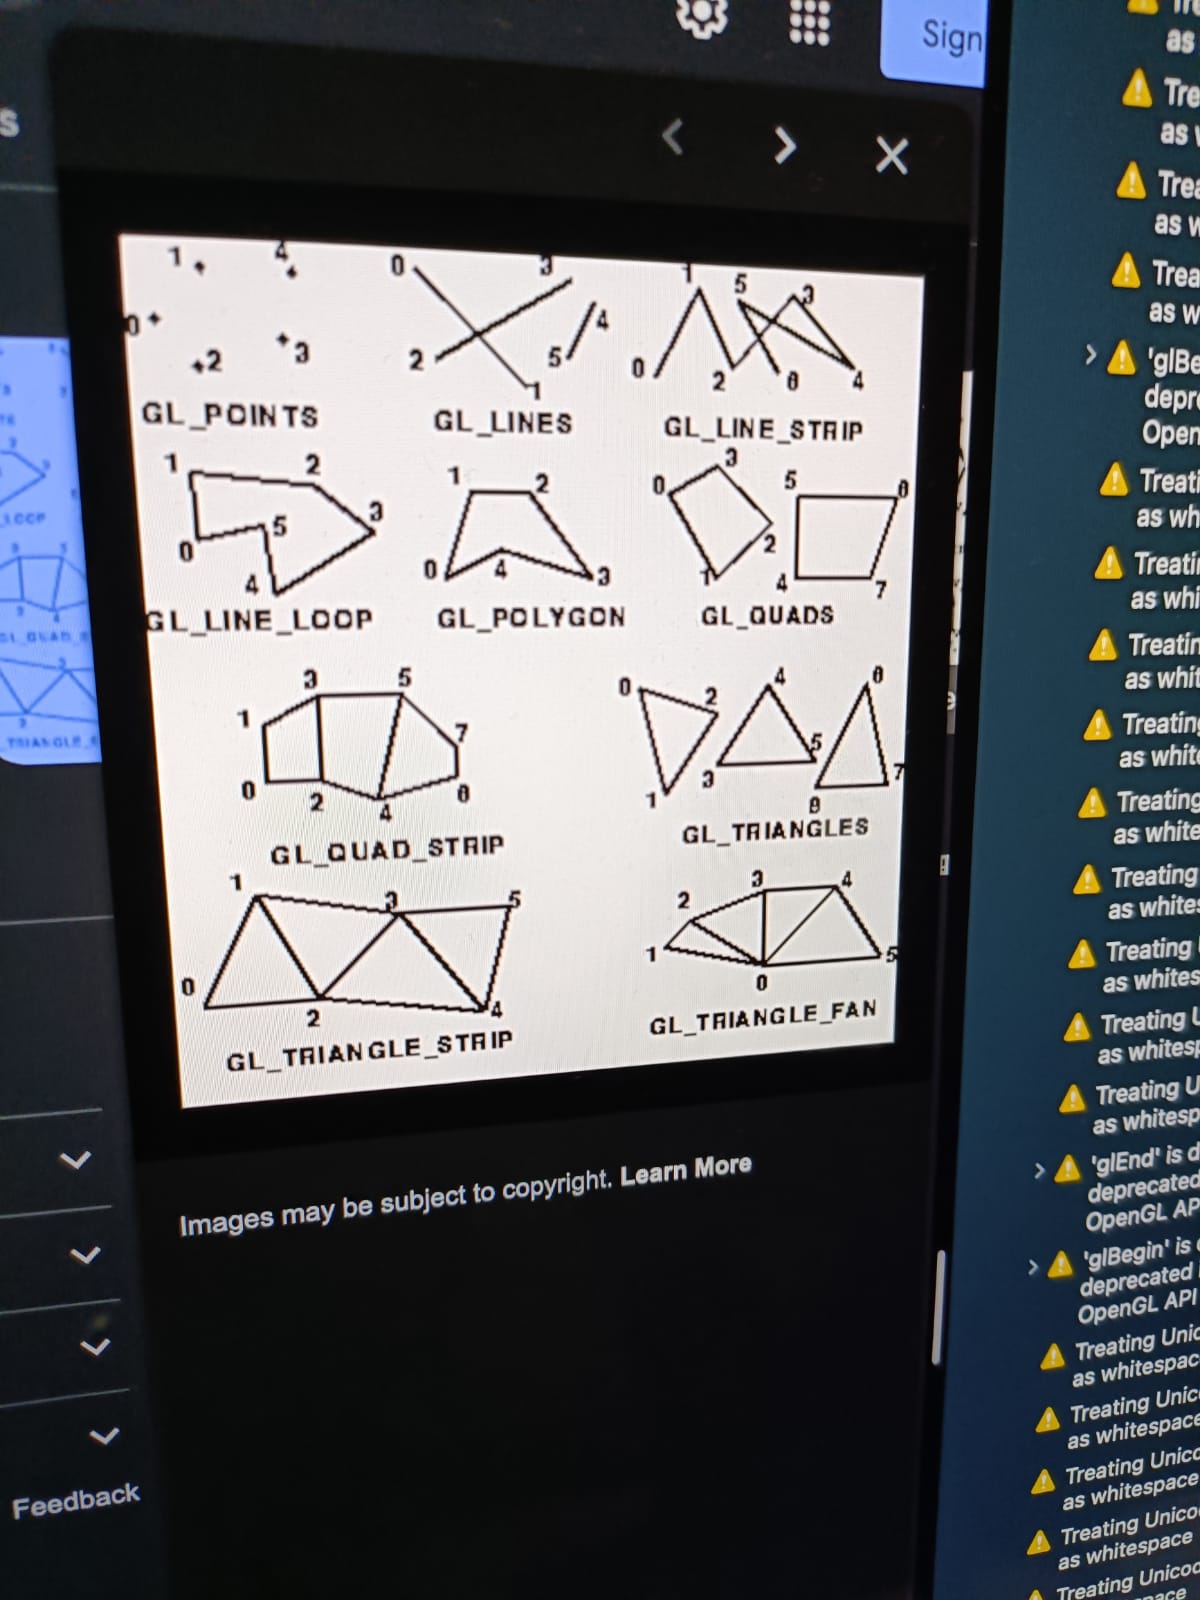 Sign
s
1
4
0
2
3
GL_POINTS
0
3
2
5
4
1
GL_LINES
1
5
3
0
2
6
4
GL_LINE_STRIP
1
2
3
5
0
4
GL_LINE_LOOP
1
2
0
4
3
GL_POLYGON
0
3
5
6
2
1
4
7
GL_QUADS
3
5
1
7
0
2
4
6
GL_QUAD_STRIP
0
2
4
6
3
5
1
8
7
GL_TRIANGLES
1
3
5
0
2
4
GL_TRIANGLE_STRIP
3
4
2
1
5
0
GL_TRIANGLE_FAN
Images may be subject to copyright. Learn More
Feedback
as
Tre
as
Trea
as w
Trea
as w
'glBe
depre
Open
Treati
as wh
Treatin
as whi
Treatin
as whit
Treating
as white
Treating
as white
Treating
as whites
Treating
as whites
Treating U
as whitesp
Treating U
as whitesp
'glEnd' is d
deprecated
OpenGL AP
'glBegin' is
deprecated
OpenGL API
Treating Unic
as whitespac
Treating Unic
as whitespace
Treating Unico
as whitespace
Treating Unico
as whitespace
Treating Unicod